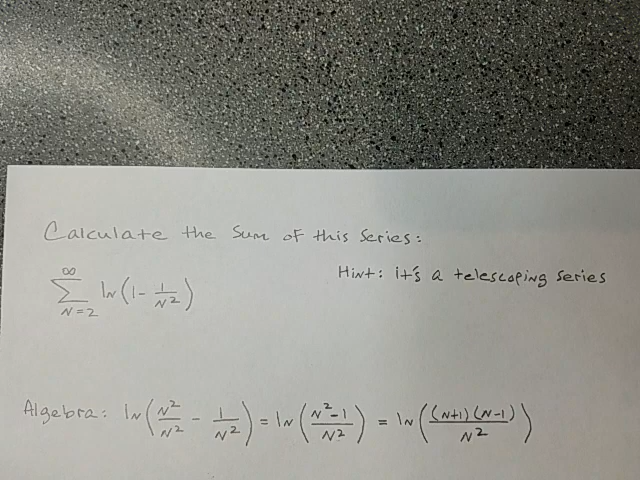 Calculate the sum of this series:
Hint: it's a telescoping series
∞
∑ ln(1 - 1/N²)
N=2
Algebra: ln(N²/N² - 1/N²) = ln((N²-1)/N²) = ln(((N+1)(N-1))/N²)